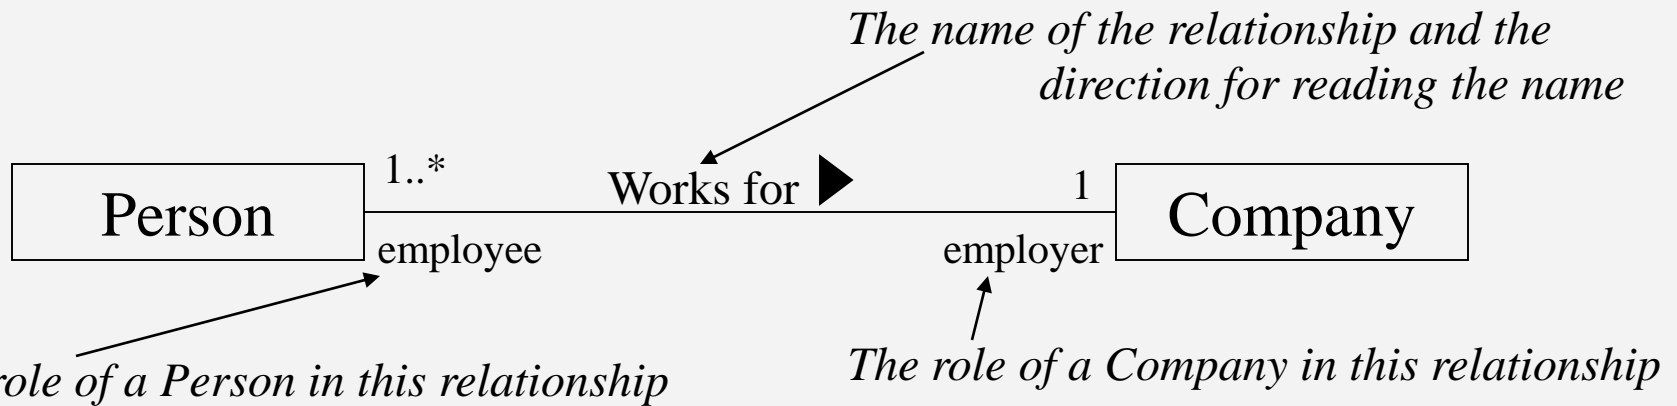 The name of the relationship and the
direction for reading the name
1..*
Works for
1
Person
Company
employee
employer
The role of a Company in this relationship
role of a Person in this relationship